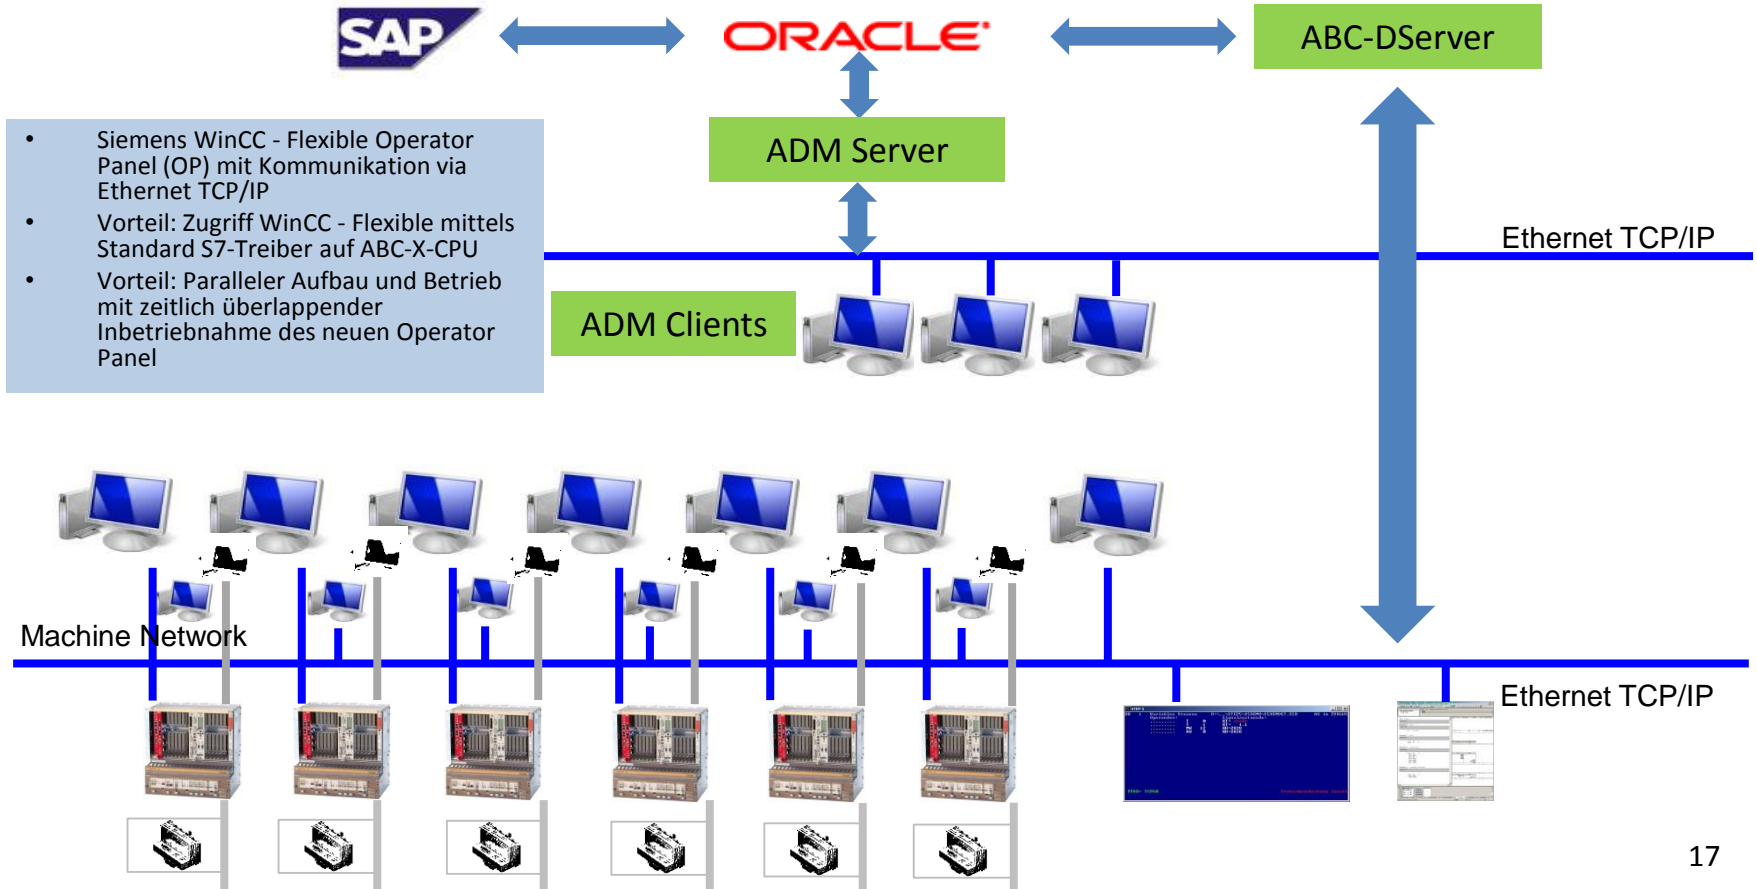 SAP
ORACLE
ABC-DServer
• Siemens WinCC - Flexible Operator
Panel (OP) mit Kommunikation via
Ethernet TCP/IP
• Vorteil: Zugriff WinCC - Flexible mittels
Standard S7-Treiber auf ABC-X-CPU
• Vorteil: Paralleler Aufbau und Betrieb
mit zeitlich überlappender
Inbetriebnahme des neuen Operator
Panel
ADM Server
Ethernet TCP/IP
ADM Clients
Machine Network
Ethernet TCP/IP
17